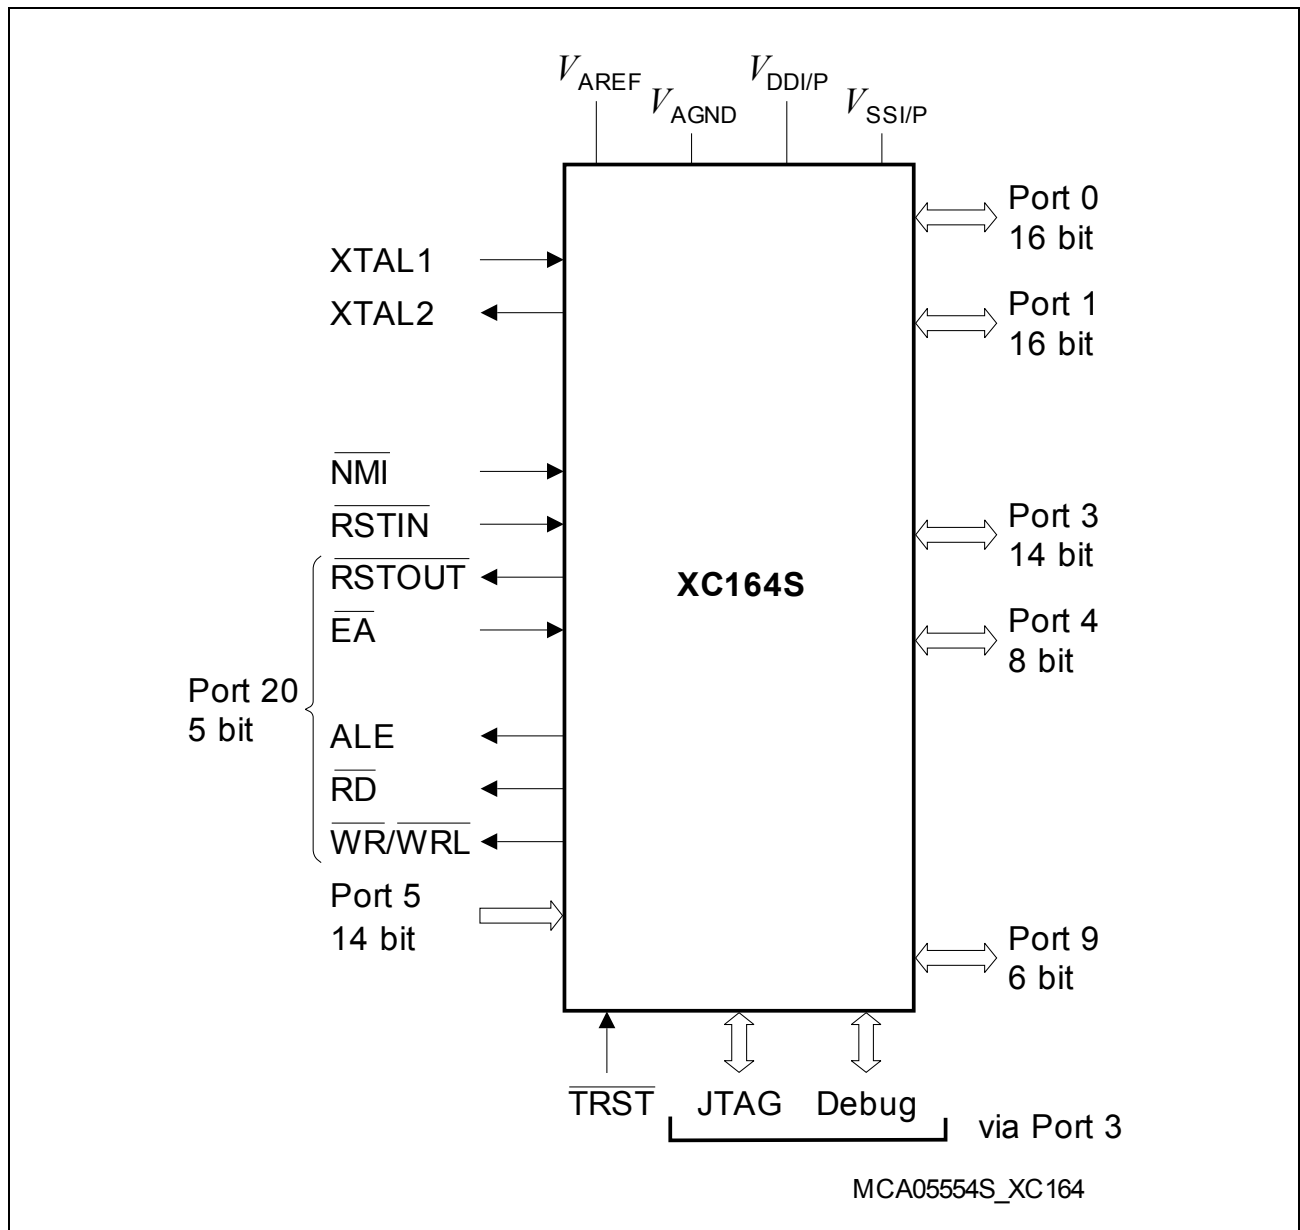 VAREF
VAGND
VDDI/P
VSSI/P
XTAL1
XTAL2
NMI
RSTIN
RSTOUT
EA
Port 20
5 bit
ALE
RD
WR/WRL
Port 5
14 bit
XC164S
Port 0
16 bit
Port 1
16 bit
Port 3
14 bit
Port 4
8 bit
Port 9
6 bit
TRST
JTAG
Debug
via Port 3
MCA05554S_XC164